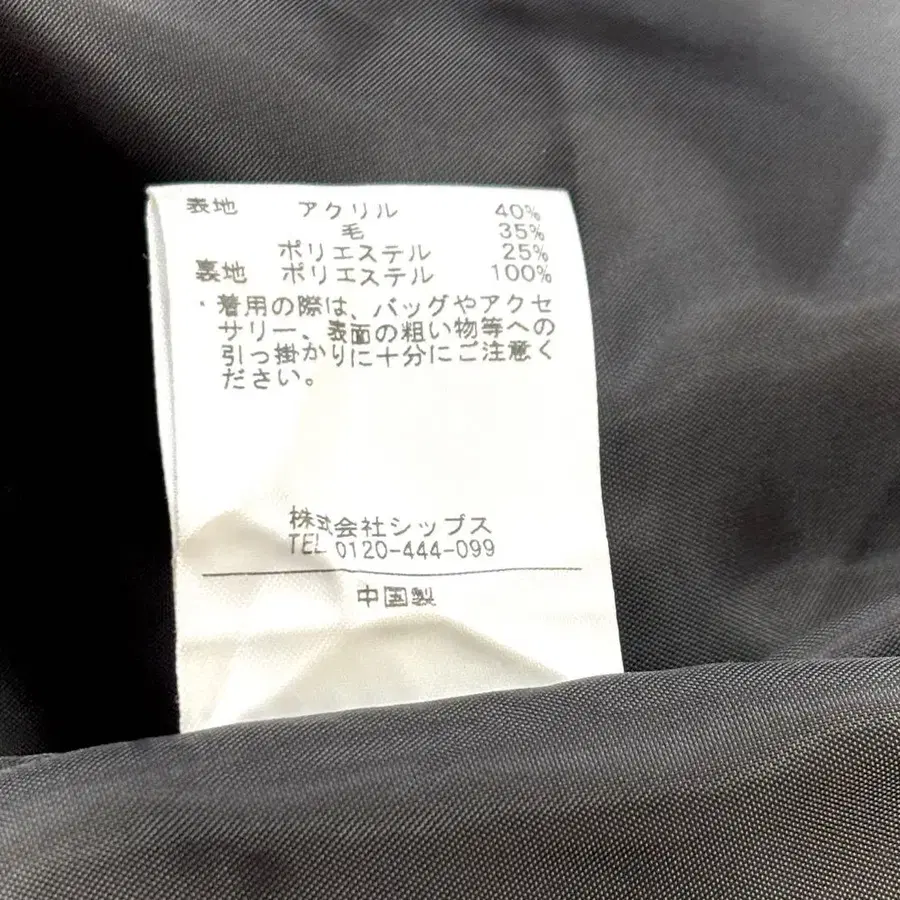 表地 アクリル 40%
毛 35%
ポリエステル 25%
裏地 ポリエステル 100%
・着用の際は、バッグやアクセ
サリー、表面の粗い物等への
引っ掛かりに十分にご注意く
ださい。
株式会社シップス
TEL 0120-444-099
中国製